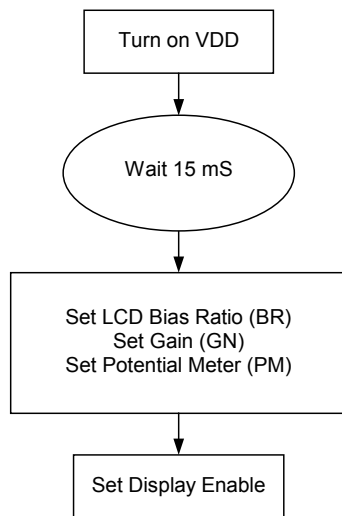 Turn on VDD
Wait 15 mS
Set LCD Bias Ratio (BR)
Set Gain (GN)
Set Potential Meter (PM)
Set Display Enable